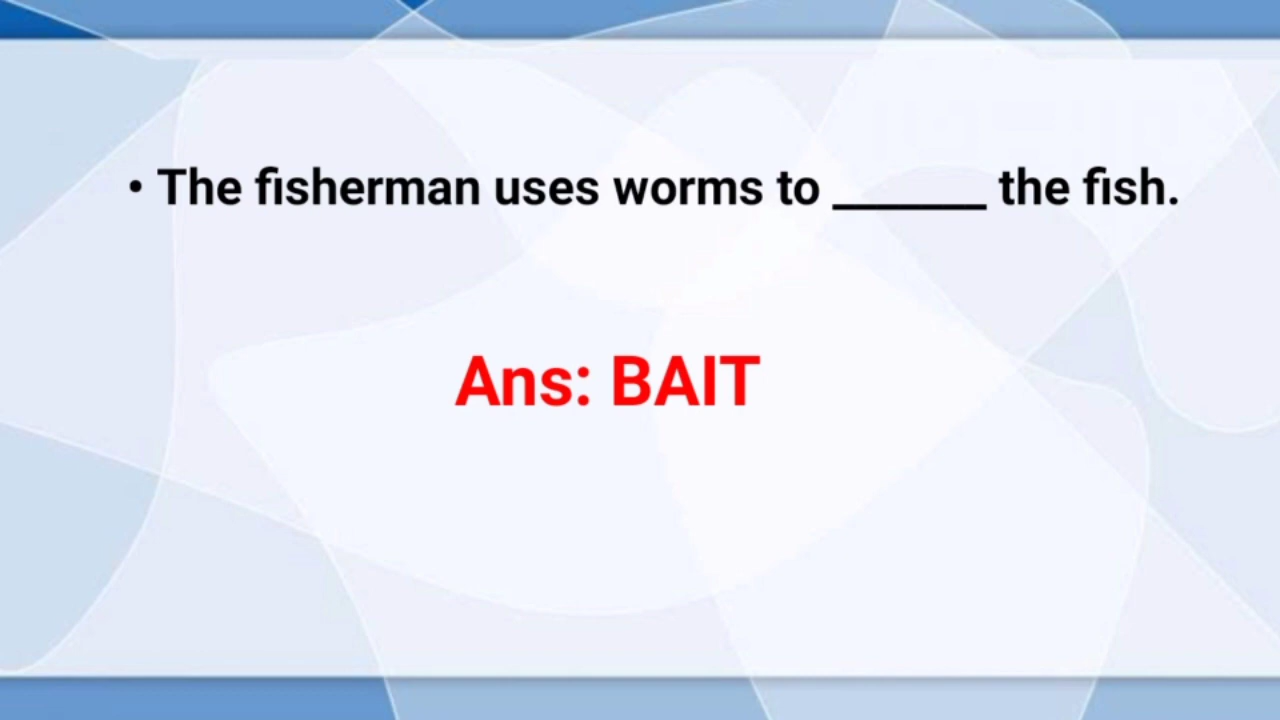 • The fisherman uses worms to ______ the fish.
Ans: BAIT